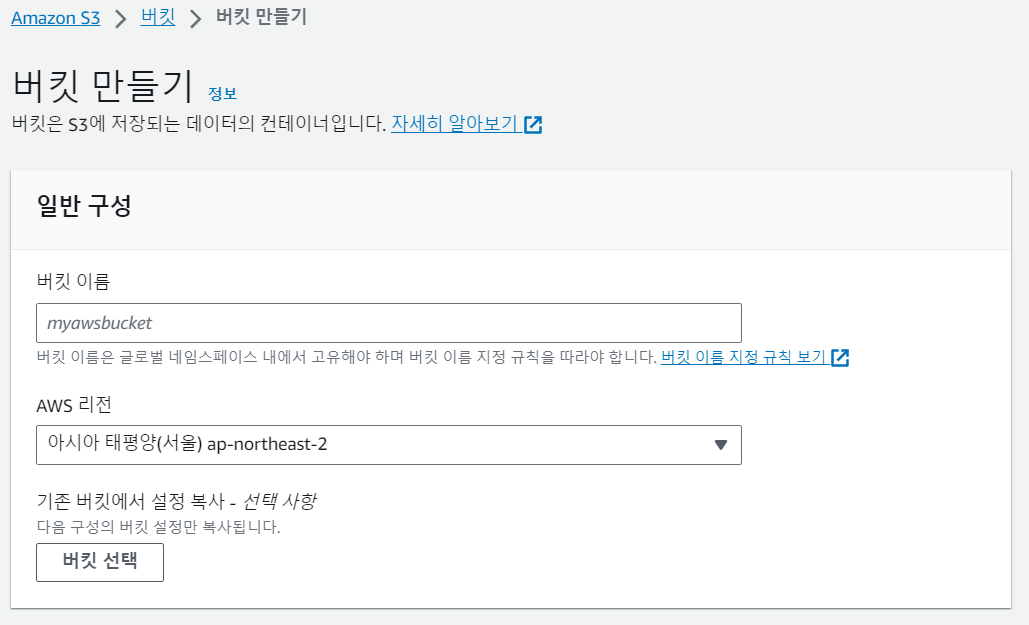 Amazon S3 > 버킷 > 버킷 만들기
버킷 만들기 정보
버킷은 S3에 저장되는 데이터의 컨테이너입니다. 자세히 알아보기
일반 구성
버킷 이름
myawsbucket
버킷 이름은 글로벌 네임스페이스 내에서 고유해야 하며 버킷 이름 지정 규칙을 따라야 합니다. 버킷 이름 지정 규칙 보기
AWS 리전
아시아 태평양(서울) ap-northeast-2
기존 버킷에서 설정 복사 - 선택 사항
다음 구성의 버킷 설정만 복사됩니다.
버킷 선택